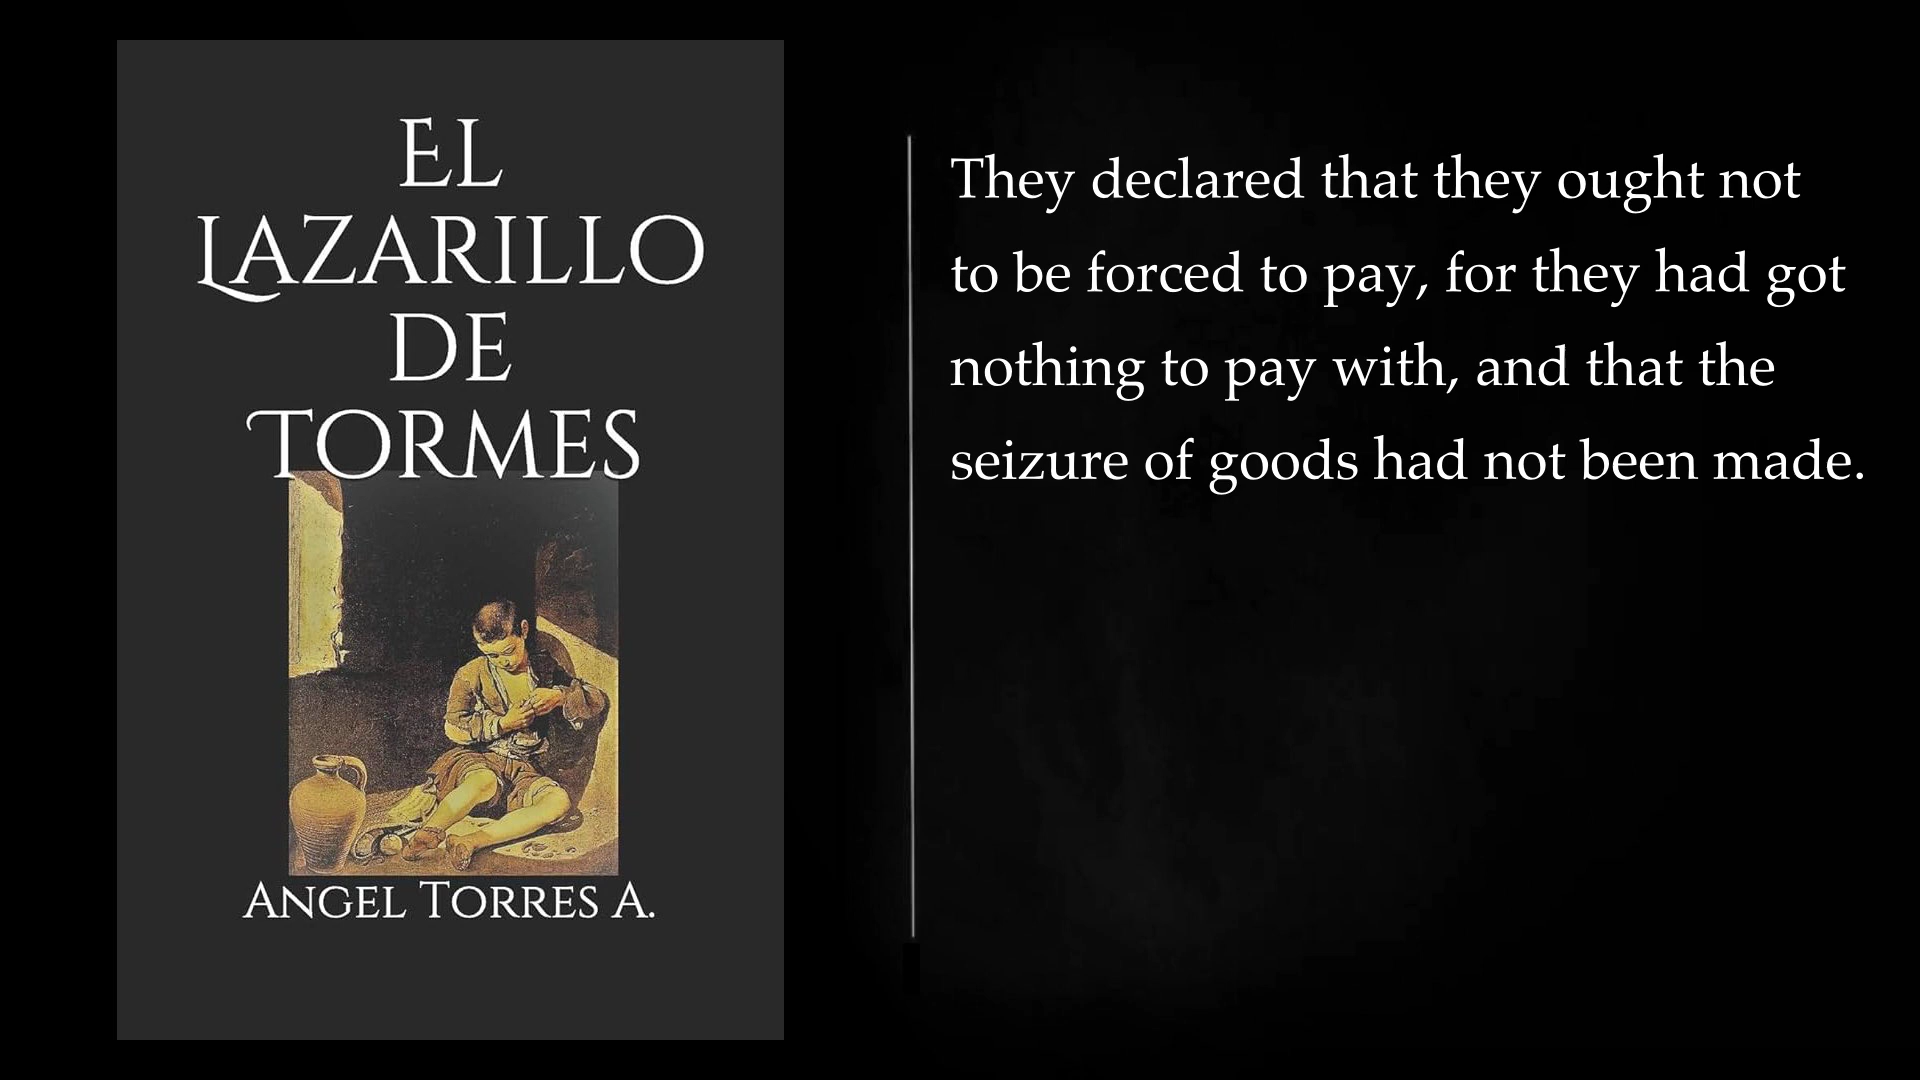 EL
LAZARILLO
DE
TORMES
ANGEL TORRES A.
They declared that they ought not
to be forced to pay, for they had got
nothing to pay with, and that the
seizure of goods had not been made.